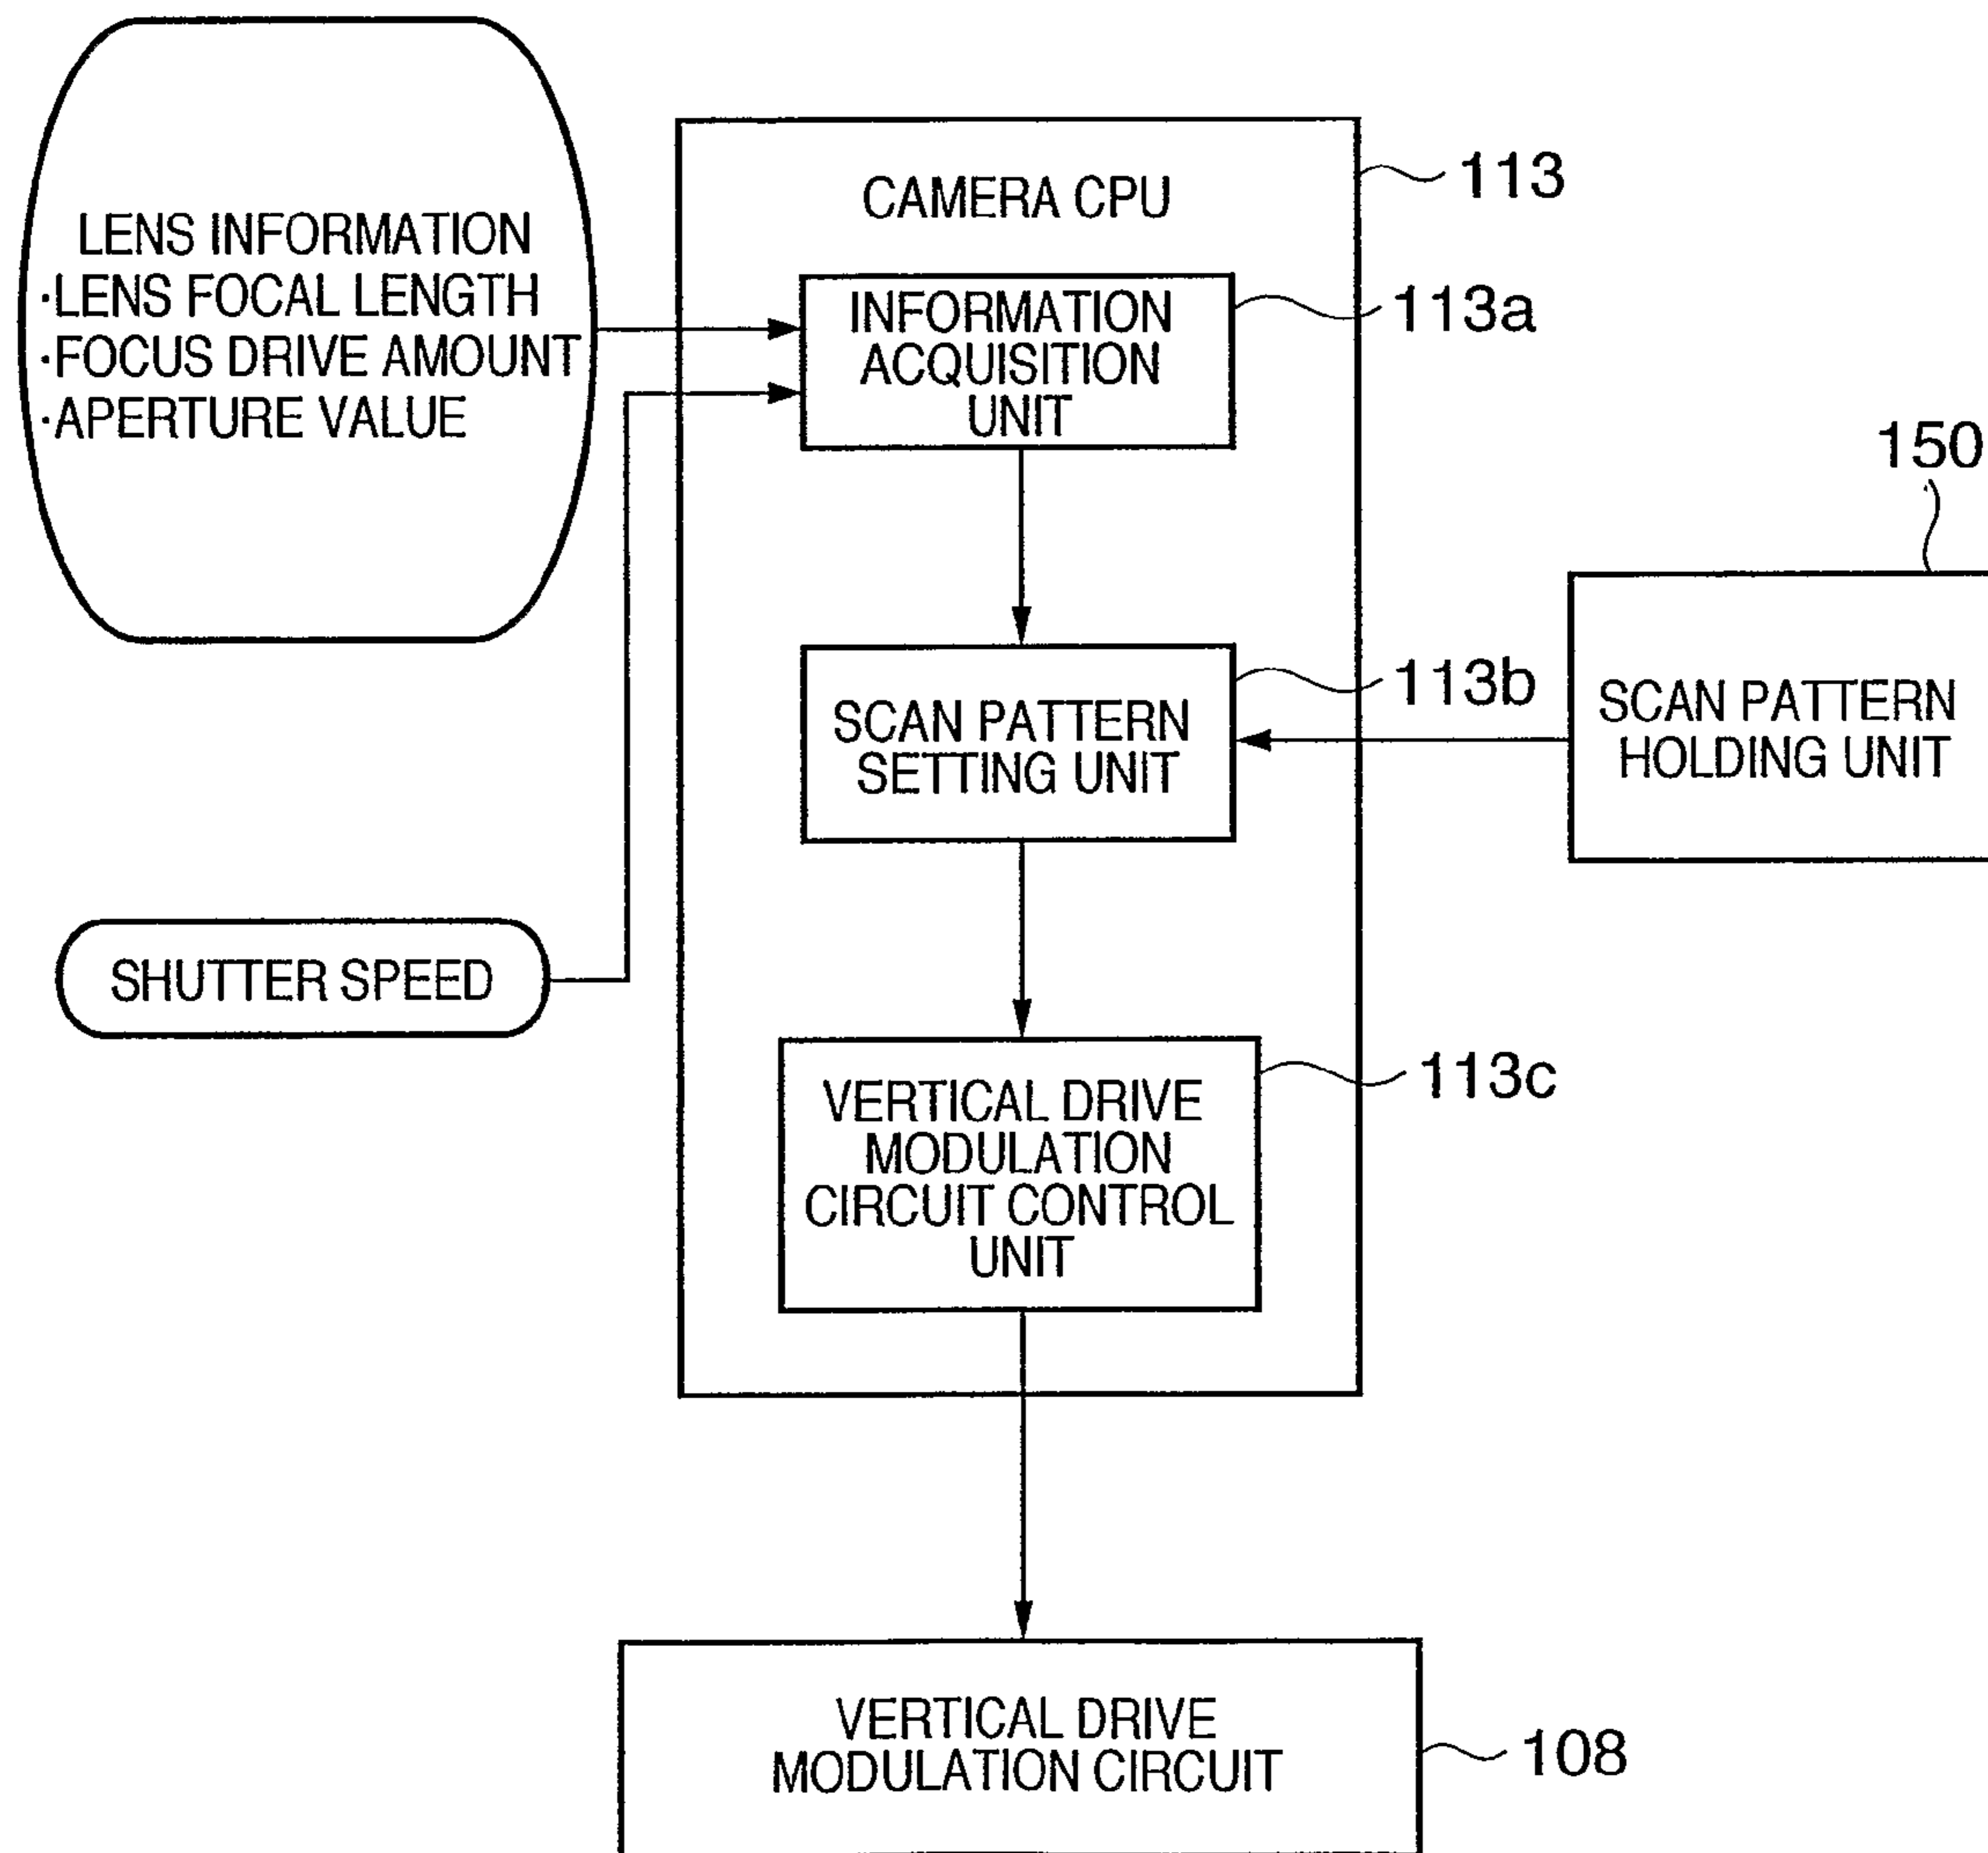 LENS INFORMATION
·LENS FOCAL LENGTH
·FOCUS DRIVE AMOUNT
·APERTURE VALUE
SHUTTER SPEED
CAMERA CPU
113
INFORMATION
ACQUISITION
UNIT
113a
SCAN PATTERN
SETTING UNIT
113b
150
SCAN PATTERN
HOLDING UNIT
VERTICAL DRIVE
MODULATION
CIRCUIT CONTROL
UNIT
113c
VERTICAL DRIVE
MODULATION CIRCUIT
108